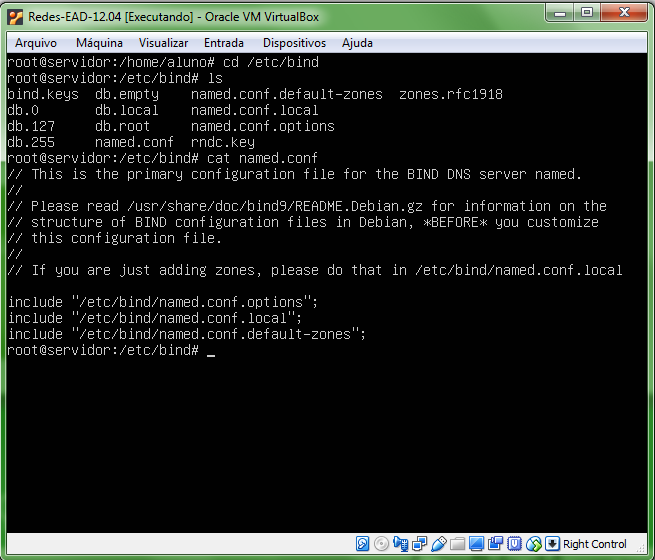 Redes-EAD-12.04 [Executando] - Oracle VM VirtualBox
Arquivo Máquina Visualizar Entrada Dispositivos Ajuda
root@servidor:/home/aluno# cd /etc/bind
root@servidor:/etc/bind# ls
bind.keys  db.empty    named.conf.default-zones  zones.rfc1918
db.0       db.local    named.conf.local
db.127     db.root     named.conf.options
db.255     named.conf  rndc.key
root@servidor:/etc/bind# cat named.conf
// This is the primary configuration file for the BIND DNS server named.
//
// Please read /usr/share/doc/bind9/README.Debian.gz for information on the
// structure of BIND configuration files in Debian, *BEFORE* you customize
// this configuration file.
//
// If you are just adding zones, please do that in /etc/bind/named.conf.local
include "/etc/bind/named.conf.options";
include "/etc/bind/named.conf.local";
include "/etc/bind/named.conf.default-zones";
root@servidor:/etc/bind# _
Right Control